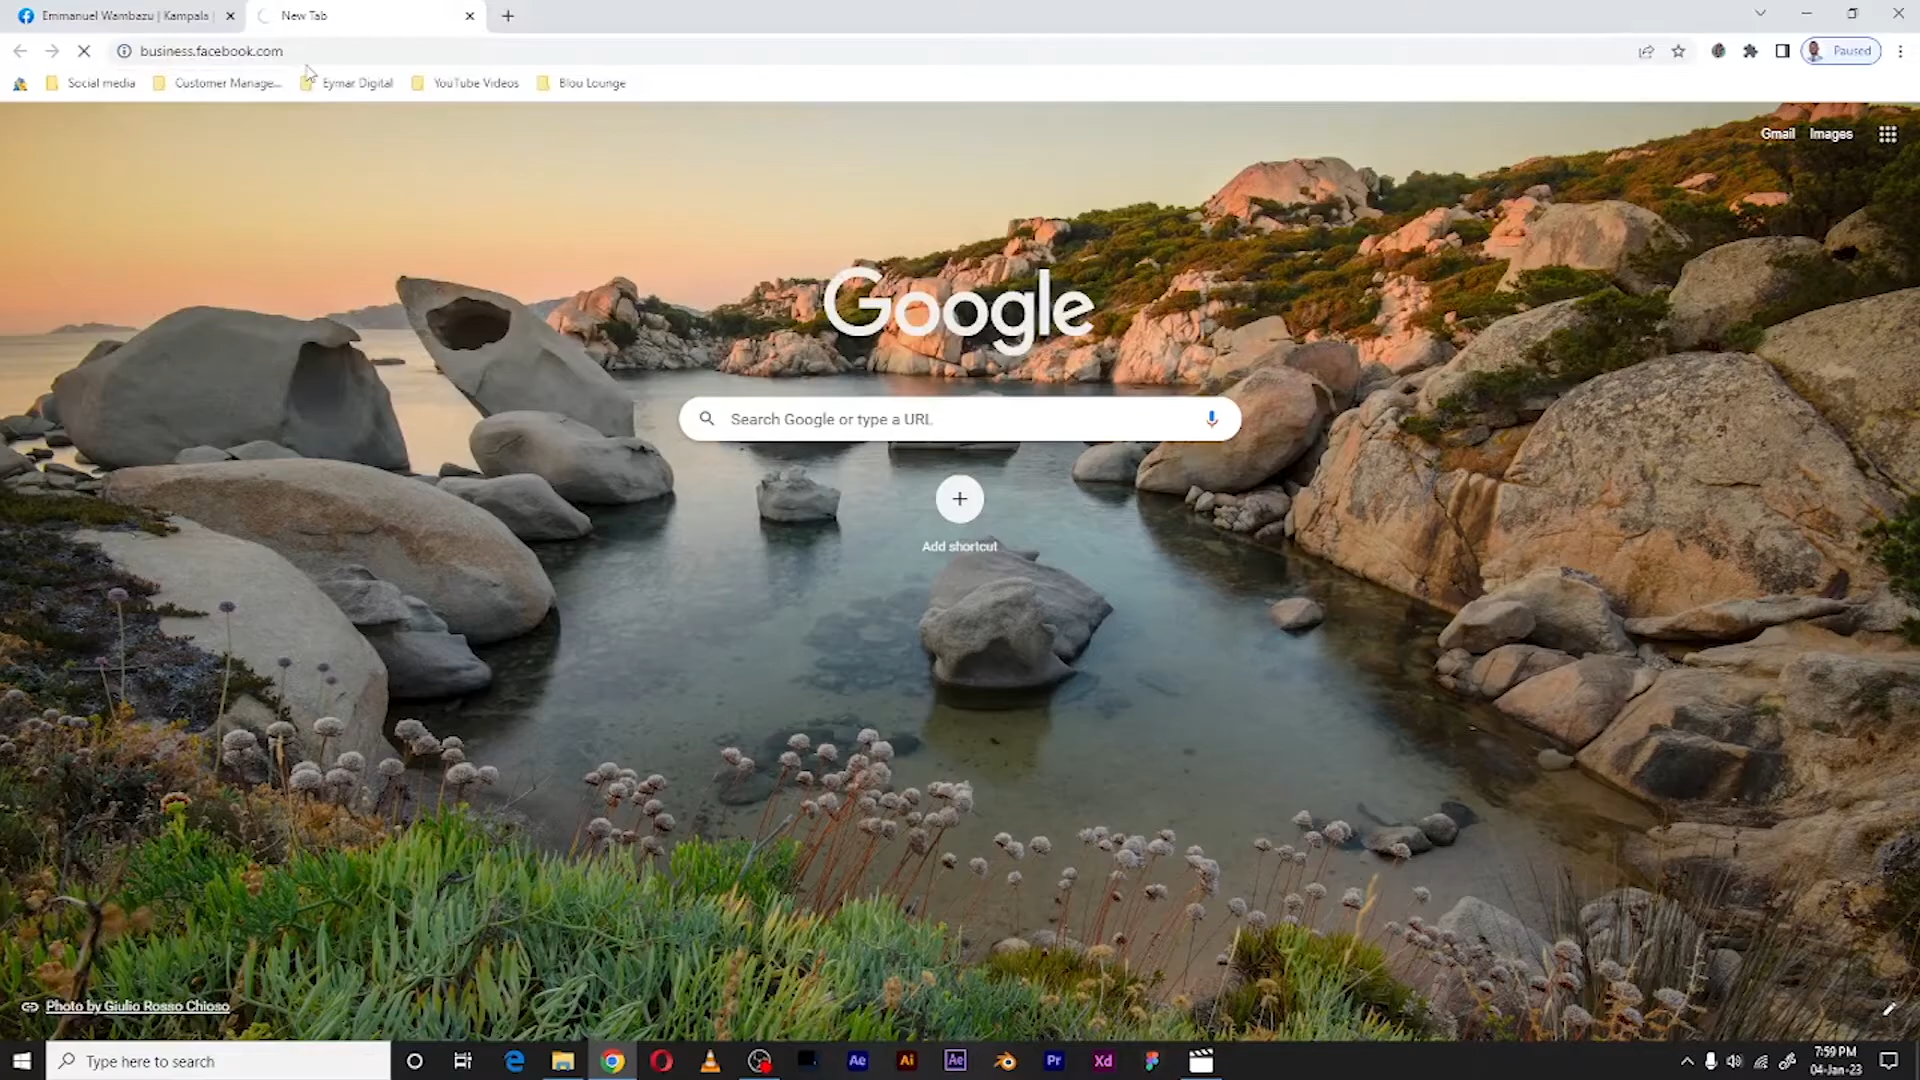 Emmanuel Wambazu | Kampala
New Tab
business.facebook.com
Paused
Social media
Customer Manage...
Eymar Digital
YouTube Videos
Blou Lounge
Gmail
Images
Google
Search Google or type a URL
Add shortcut
Photo by Giulio Rosso Chioso
Type here to search
Ae
Ai
Ae
Pr
Xd
7:59 PM
04-Jan-23